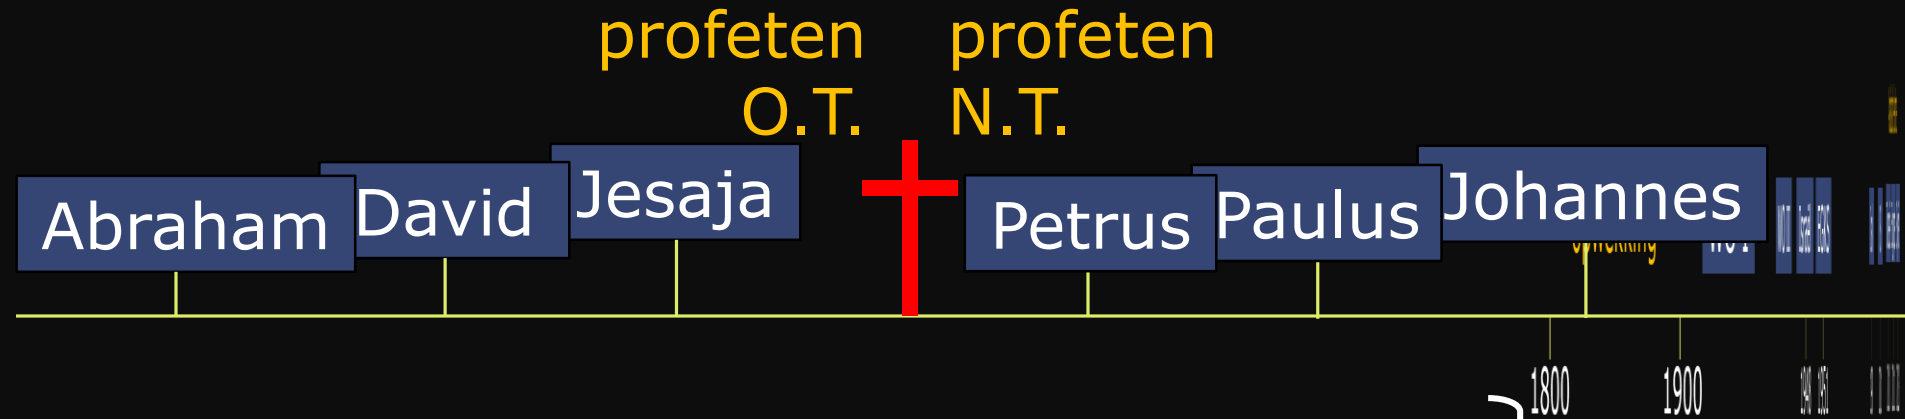 profeten
O.T.
profeten
N.T.
Abraham
David
Jesaja
Petrus
Paulus
Johannes
1800
1900